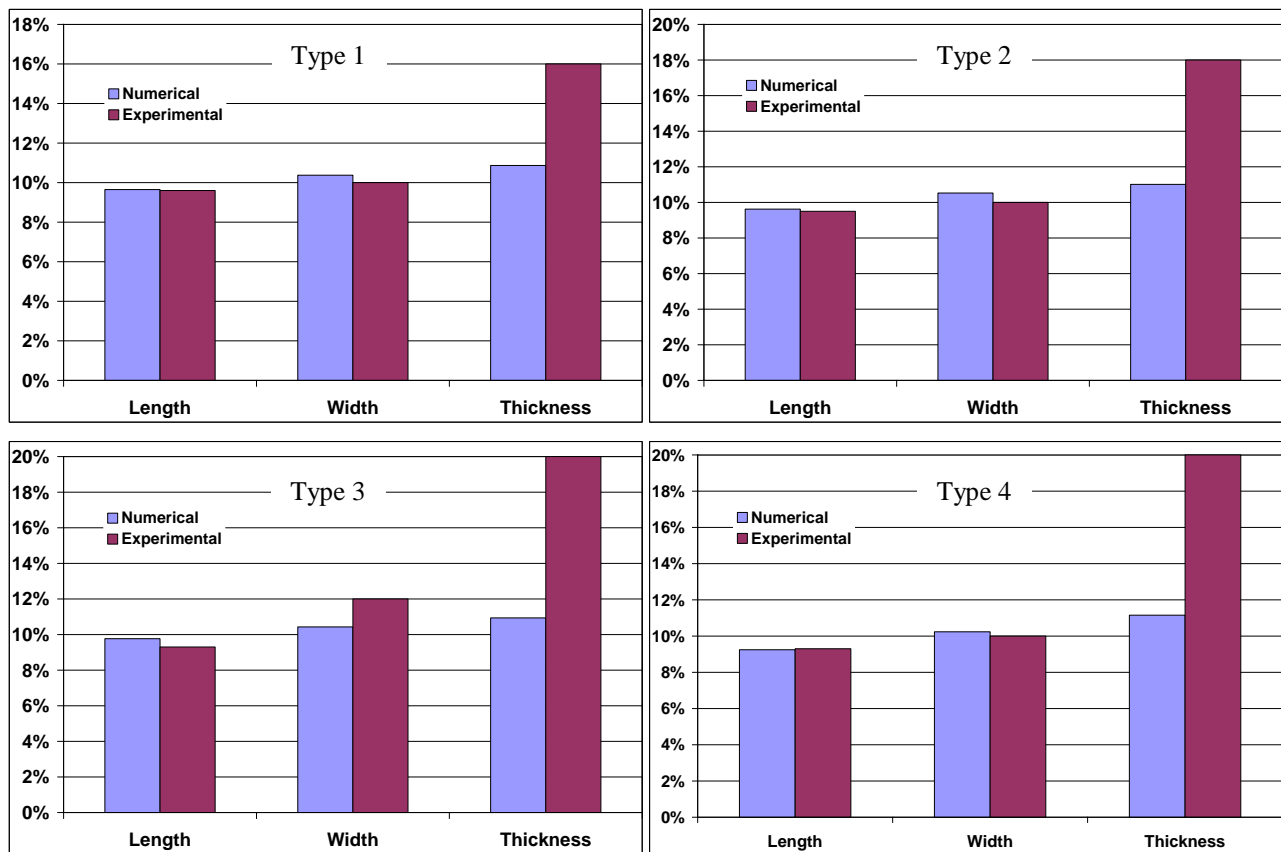 18%
16%
14%
12%
10%
8%
6%
4%
2%
0%
Type 1
Numerical
Experimental
Length Width Thickness
20%
18%
16%
14%
12%
10%
8%
6%
4%
2%
0%
Type 2
Numerical
Experimental
Length Width Thickness
20%
18%
16%
14%
12%
10%
8%
6%
4%
2%
0%
Type 3
Numerical
Experimental
Length Width Thickness
20%
18%
16%
14%
12%
10%
8%
6%
4%
2%
0%
Type 4
Numerical
Experimental
Length Width Thickness